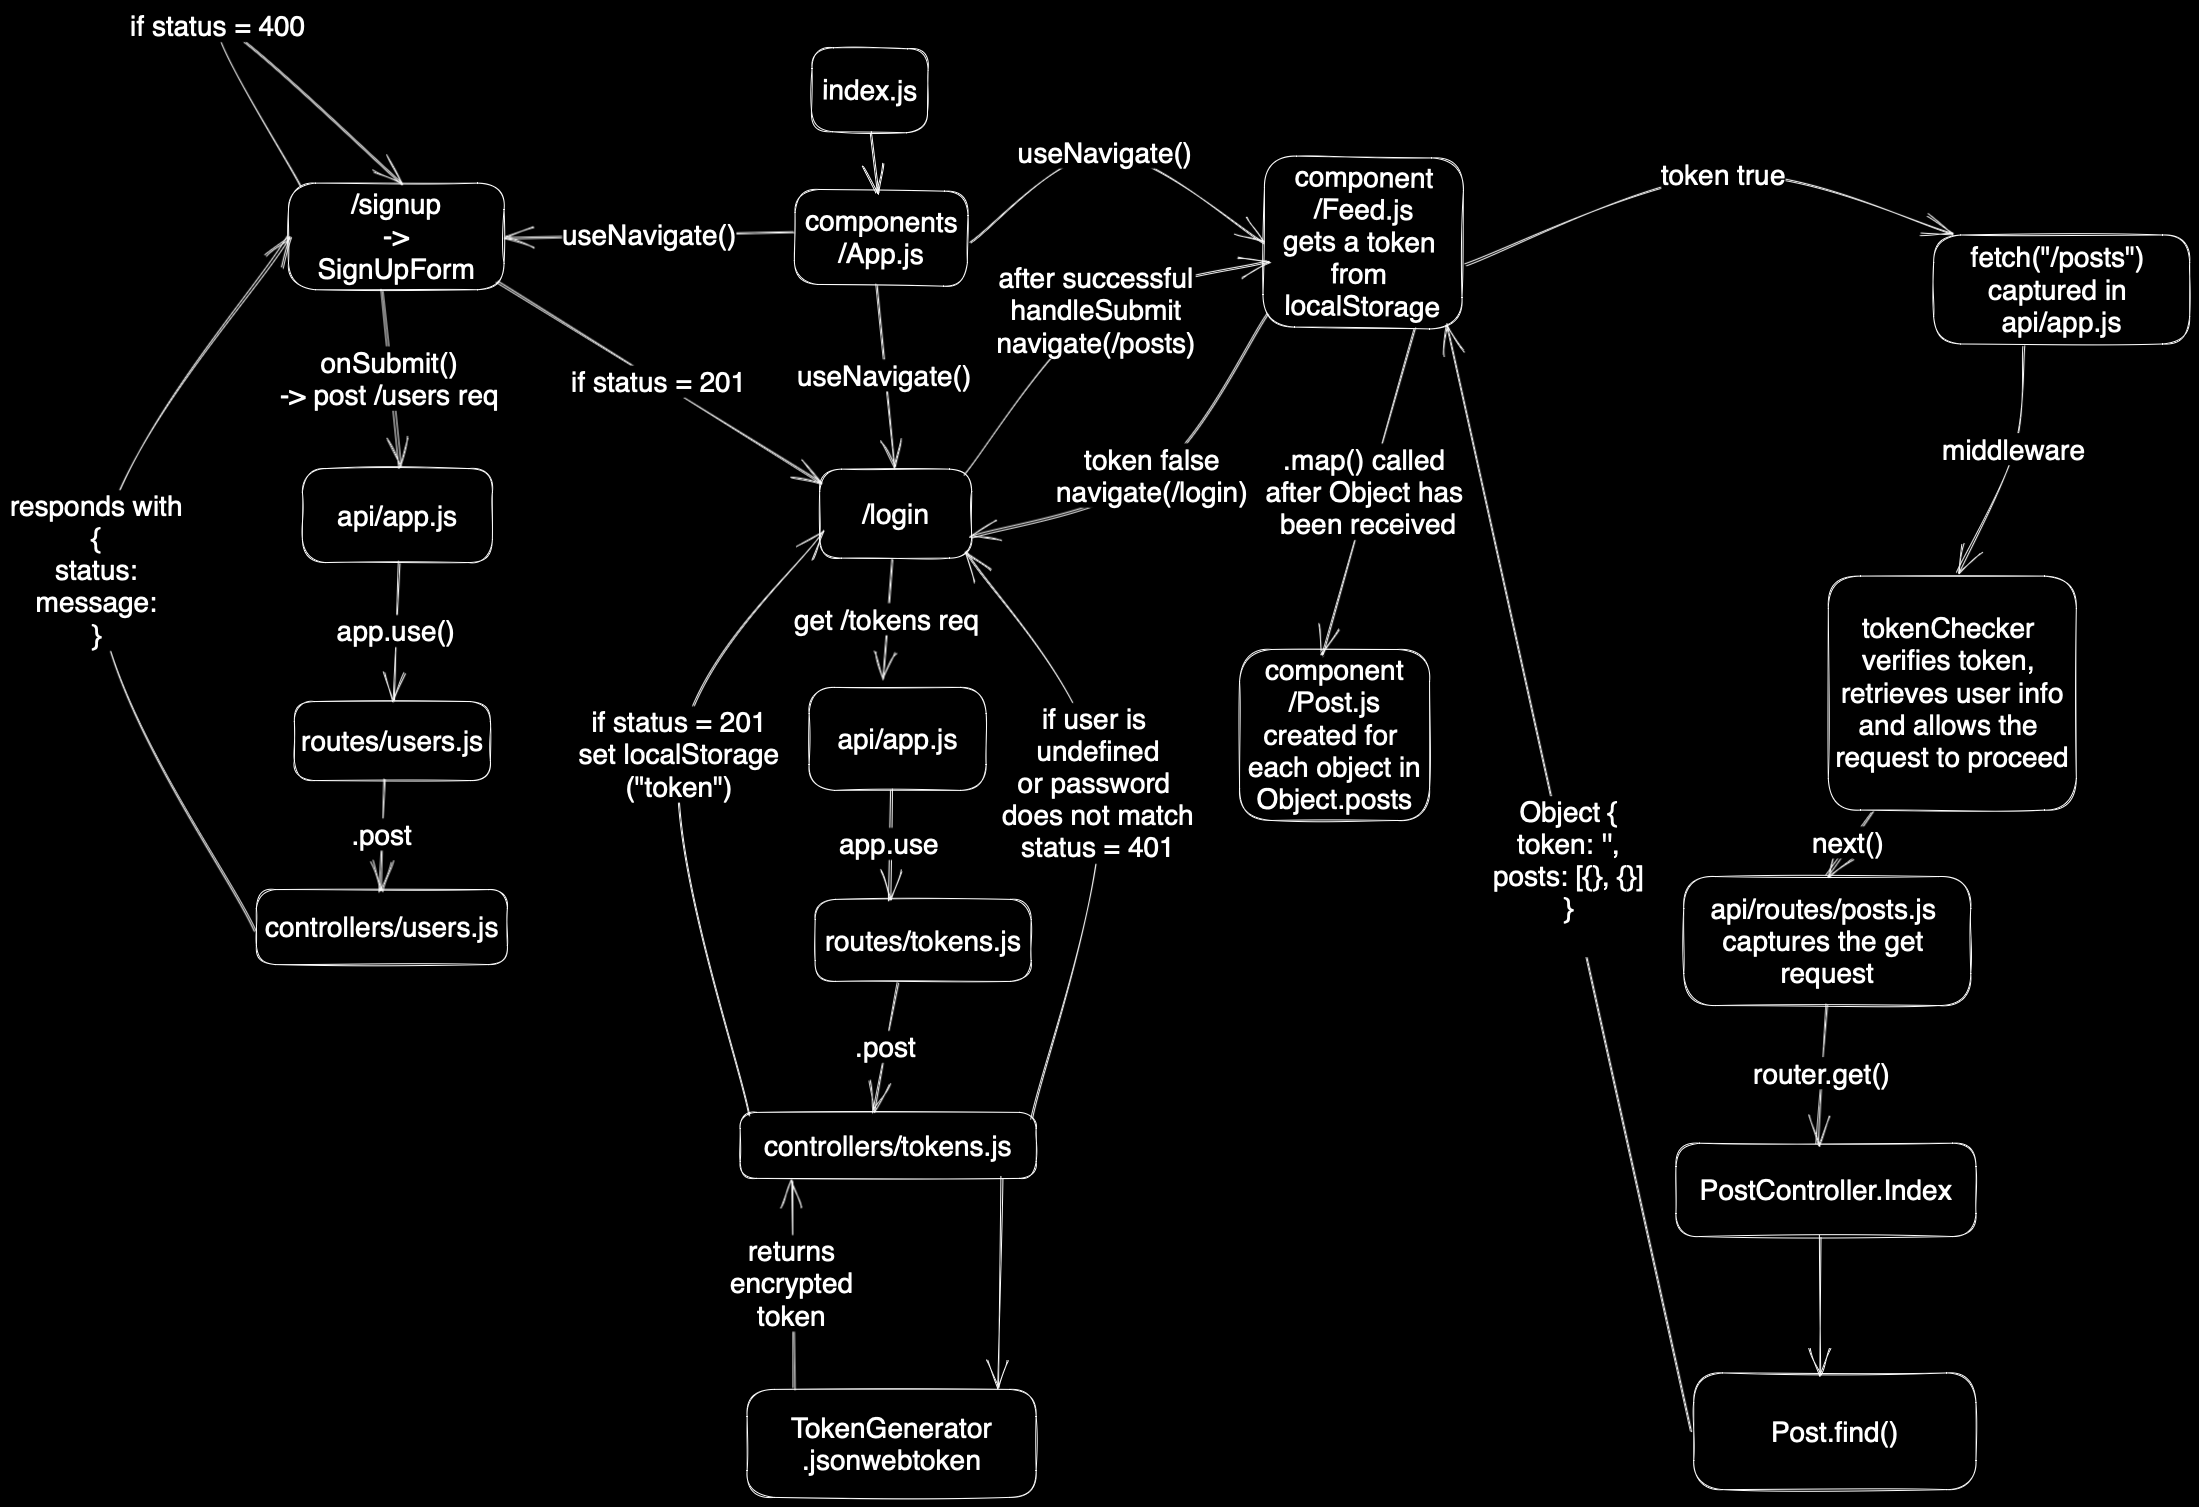 if status = 400
index.js
/signup
->
SignUpForm
useNavigate()
components
/App.js
useNavigate()
component
/Feed.js
gets a token
from
localStorage
token true
fetch("/posts")
captured in
api/app.js
after successful
handleSubmit
navigate(/posts)
onSubmit()
-> post /users req
if status = 201
useNavigate()
token false
navigate(/login)
.map() called
after Object has
been received
middleware
responds with
{
status:
message:
}
api/app.js
/login
app.use()
get /tokens req
tokenChecker
verifies token,
retrieves user info
and allows the
request to proceed
component
/Post.js
created for
each object in
Object.posts
routes/users.js
if status = 201
set localStorage
("token")
api/app.js
if user is
undefined
or password
does not match
status = 401
.post
app.use
Object {
token: '',
posts: [{}, {}]
}
next()
controllers/users.js
routes/tokens.js
api/routes/posts.js
captures the get
request
.post
router.get()
controllers/tokens.js
PostController.Index
returns
encrypted
token
TokenGenerator
.jsonwebtoken
Post.find()